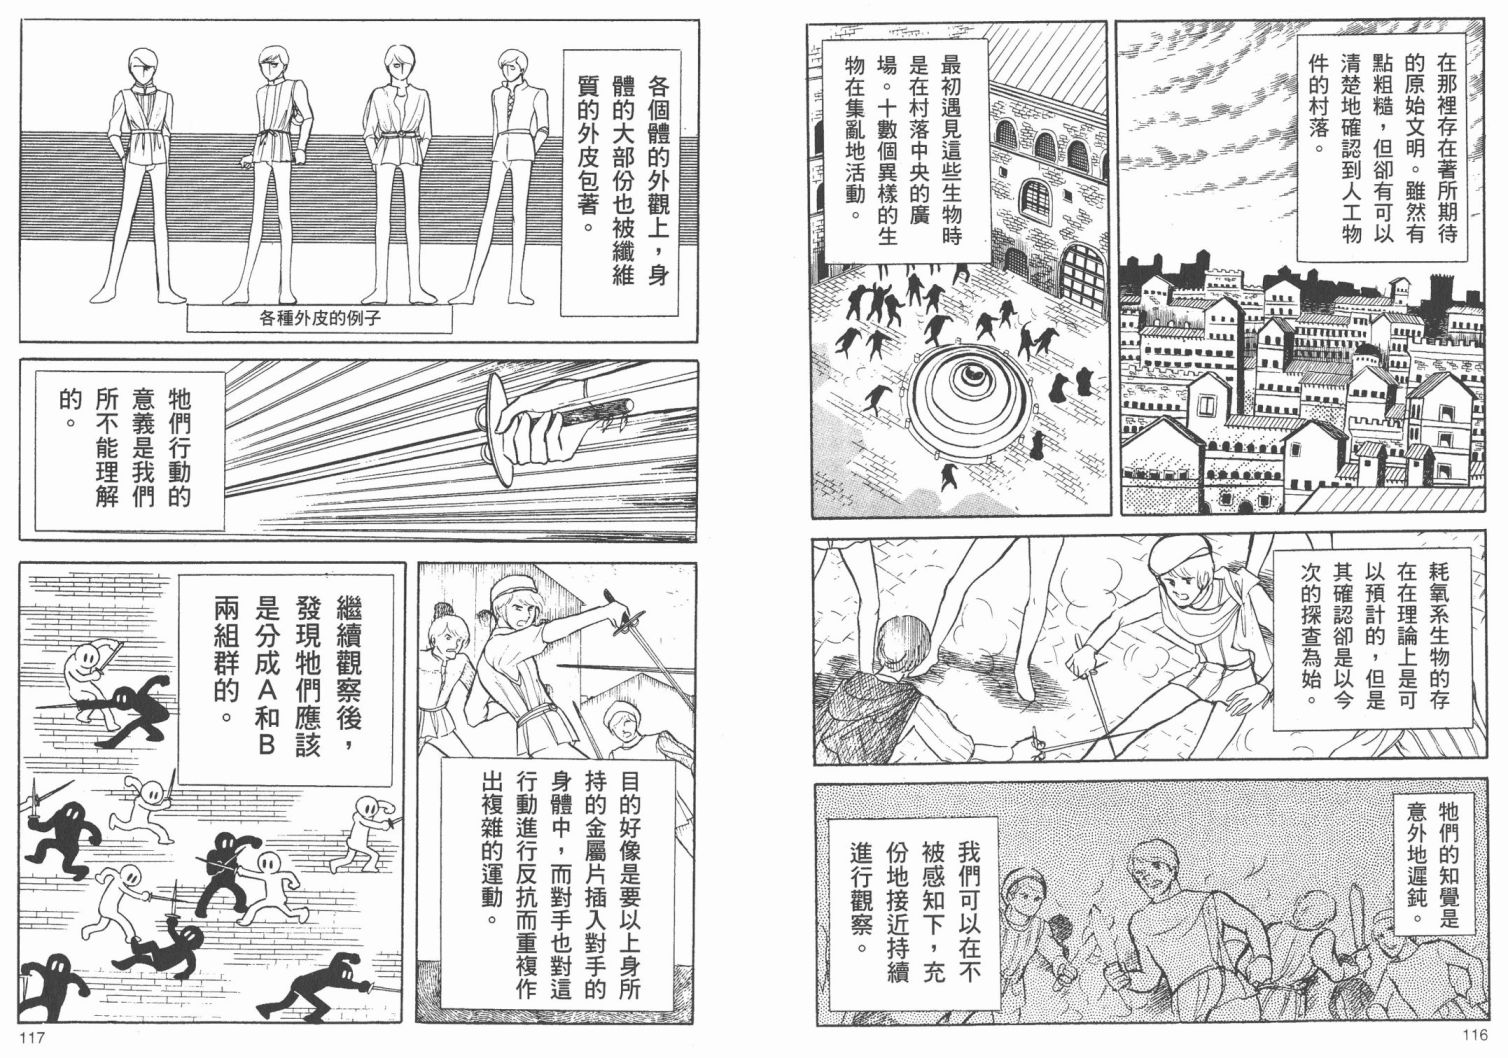 在那裡存在著所期待
的原始文明。雖然有
點粗糙，但卻有可以
清楚地確認到人工物
件的村落。
最初遇見這些生物時
是在村落中央的廣
場。十數個異樣的生
物在集亂地活動。
耗氧系生物的存
在在理論上是可
以預計的，但是
其確認卻是以今
次的探查為始。
牠們的知覺是
意外地遲鈍。
我們可以在不
被感知下，充
份地接近持續
進行觀察。
116
各個體的外觀上，身
體的大部份也被纖維
質的外皮包著。
各種外皮的例子
牠們行動的
意義是我們
所不能理解
的。
目的好像是要以上身所
持的金屬片插入對手的
身體中，而對手也對這
行動進行反抗而重複作
出複雜的運動。
繼續觀察後，
發現牠們應該
是分成A和B
兩組群的。
117